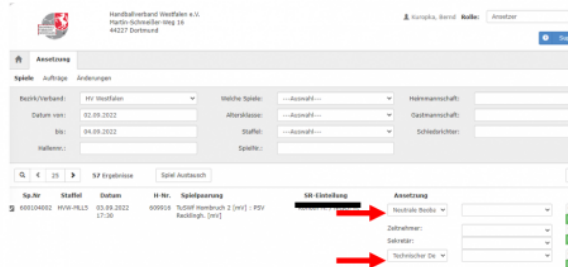 Handballverband Westfalen e.V.
Martin-Schmeißer-Weg 16
44227 Dortmund
Kuropka, Bernd Rolle: Ansetzer
Ansetzung
Spiele Aufträge Änderungen
Bezirk/Verband: HV Westfalen Welche Spiele: ---Auswahl--- Heimmannschaft:
Datum von: 02.09.2022 Altersklasse: ---Auswahl--- Gastmannschaft:
bis: 04.09.2022 Staffel: ---Auswahl--- Schiedsrichter:
Hallennr.: SpielNr.:
25 57 Ergebnisse Spiel Austausch
Sp.Nr Staffel Datum H-Nr. Spielpaarung SR-Einteilung Ansetzung
600104002 HVW-MLL5 03.09.2022 609916 TuSWF Hombruch 2 [mV] : PSV Neutrale Beoba
17:30 Recklingh. [mV]
Zeitnehmer:
Sekretär:
Technischer De